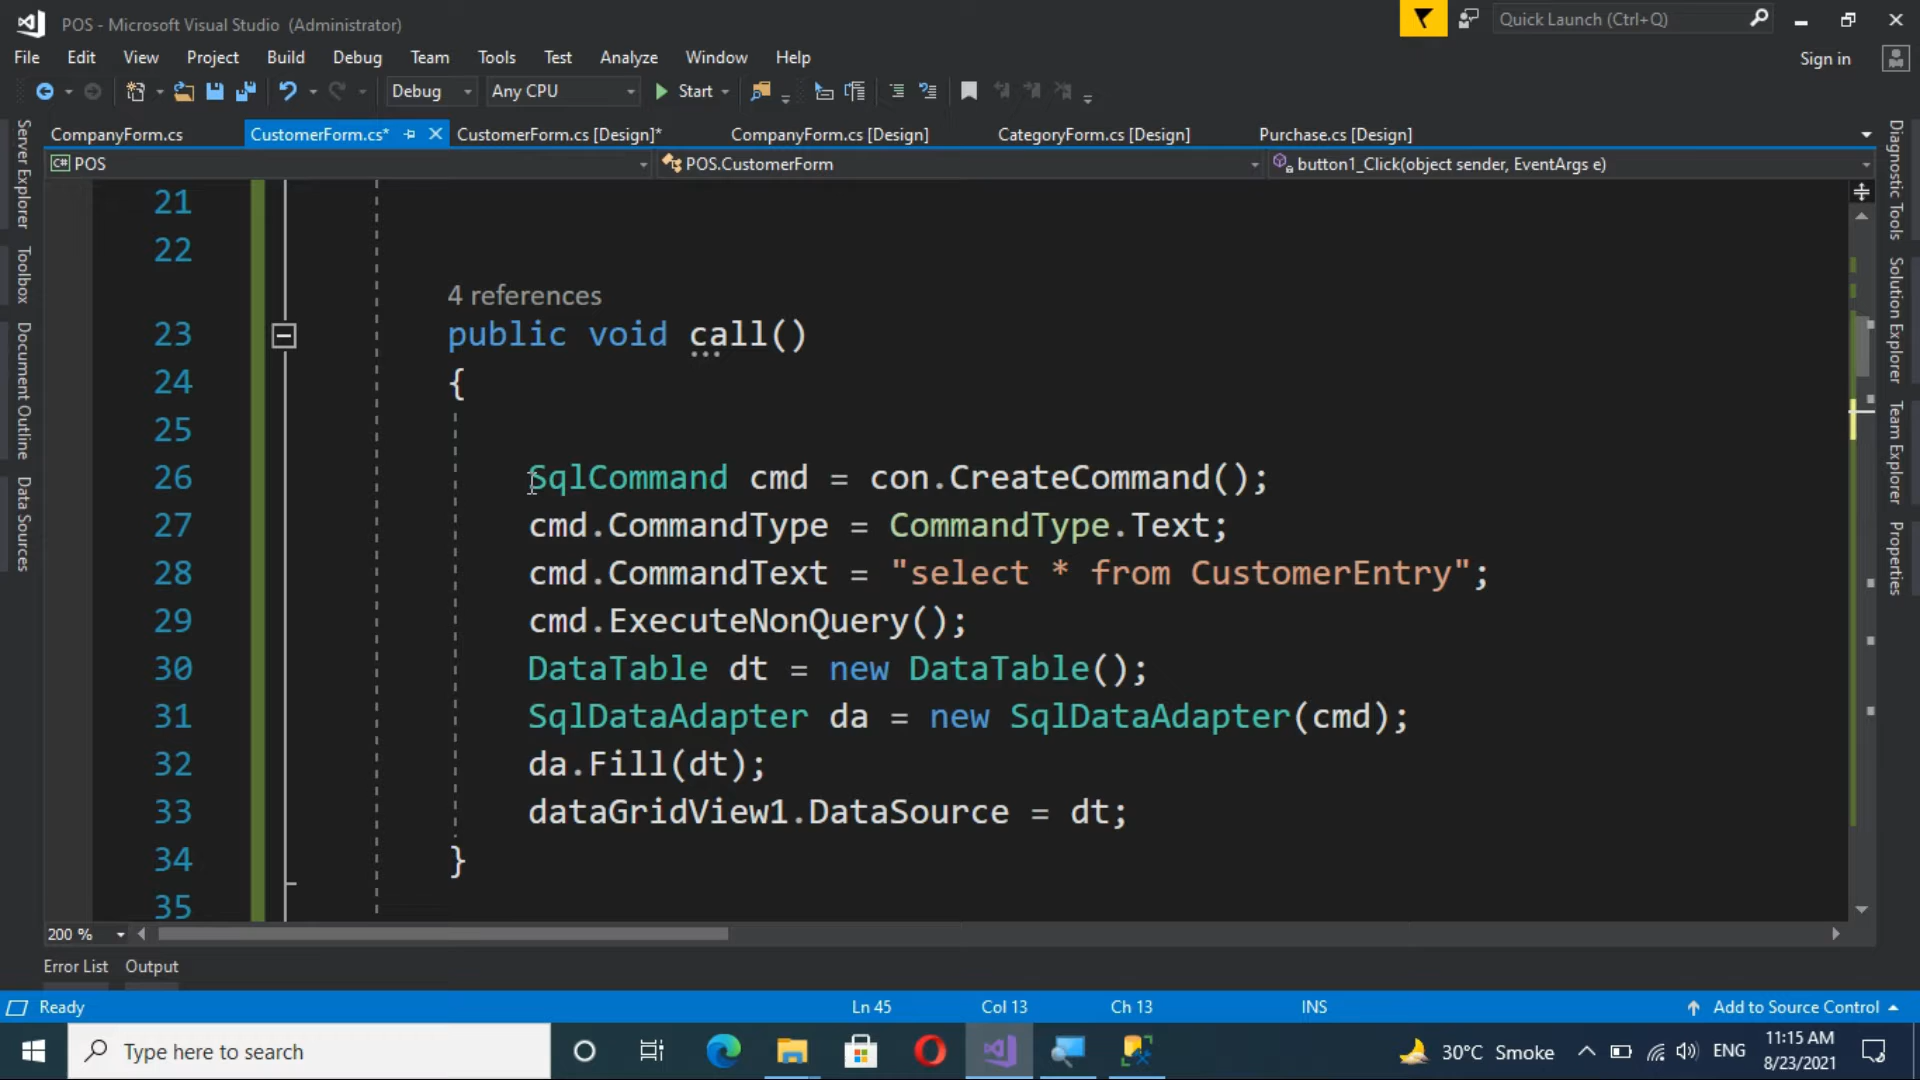 POS - Microsoft Visual Studio (Administrator)
Quick Launch (Ctrl+Q)
File Edit View Project Build Debug Team Tools Test Analyze Window Help
Sign in
Debug Any CPU Start
CompanyForm.cs CustomerForm.cs* CustomerForm.cs [Design]* CompanyForm.cs [Design] CategoryForm.cs [Design] Purchase.cs [Design]
C# POS POS.CustomerForm button1_Click(object sender, EventArgs e)
Server Explorer
Toolbox
Document Outline
Data Sources
21
22
4 references
23 public void call()
24 {
25
26 SqlCommand cmd = con.CreateCommand();
27 cmd.CommandType = CommandType.Text;
28 cmd.CommandText = "select * from CustomerEntry";
29 cmd.ExecuteNonQuery();
30 DataTable dt = new DataTable();
31 SqlDataAdapter da = new SqlDataAdapter(cmd);
32 da.Fill(dt);
33 dataGridView1.DataSource = dt;
34 }
35
Diagnostic Tools
Solution Explorer
Team Explorer
Properties
200 %
Error List Output
Ready Ln 45 Col 13 Ch 13 INS Add to Source Control
Type here to search
30°C Smoke ENG 11:15 AM
8/23/2021